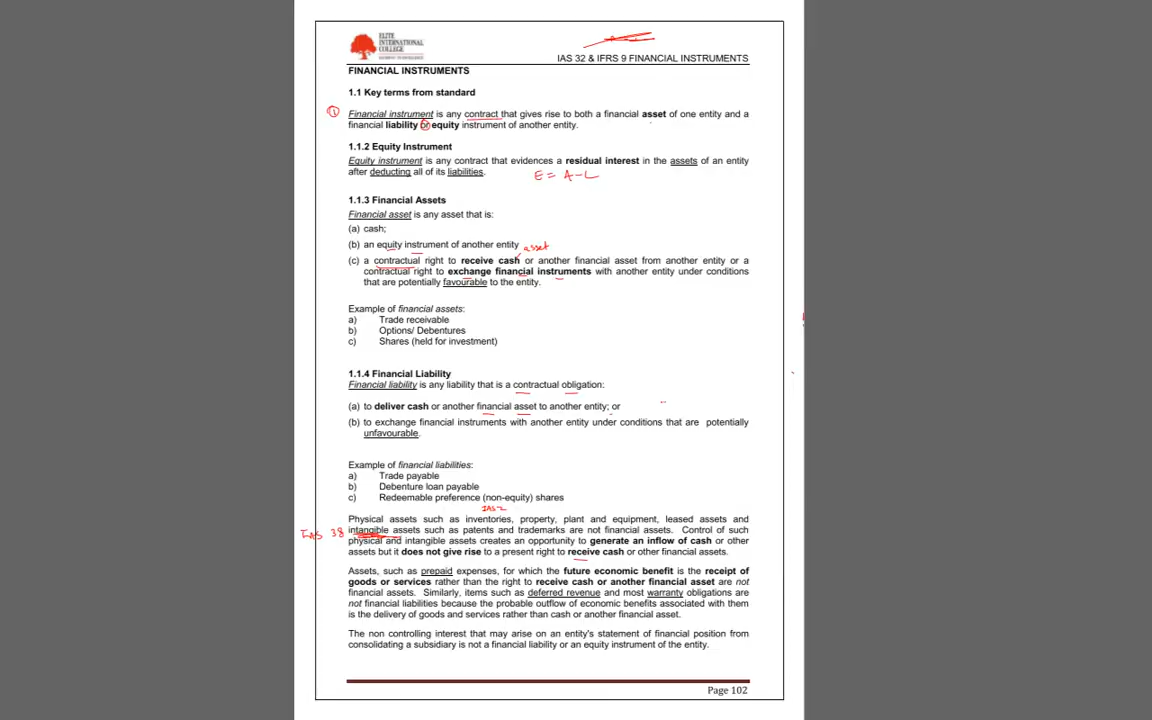 ELITE
INTERNATIONAL
COLLEGE
IAS 32 & IFRS 9 FINANCIAL INSTRUMENTS
FINANCIAL INSTRUMENTS
1.1 Key terms from standard
① Financial instrument is any contract that gives rise to both a financial asset of one entity and a
financial liability or equity instrument of another entity.
1.1.2 Equity Instrument
Equity instrument is any contract that evidences a residual interest in the assets of an entity
after deducting all of its liabilities.
E = A - L
1.1.3 Financial Assets
Financial asset is any asset that is:
(a) cash;
(b) an equity instrument of another entity
asset
(c) a contractual right to receive cash or another financial asset from another entity or a
contractual right to exchange financial instruments with another entity under conditions
that are potentially favourable to the entity.
Example of financial assets:
a) Trade receivable
b) Options/ Debentures
c) Shares (held for investment)
1.1.4 Financial Liability
Financial liability is any liability that is a contractual obligation:
(a) to deliver cash or another financial asset to another entity; or
(b) to exchange financial instruments with another entity under conditions that are potentially
unfavourable.
Example of financial liabilities:
a) Trade payable
b) Debenture loan payable
c) Redeemable preference (non-equity) shares
IAS-2
Physical assets such as inventories, property, plant and equipment, leased assets and
IAS 38 intangible assets such as patents and trademarks are not financial assets. Control of such
physical and intangible assets creates an opportunity to generate an inflow of cash or other
assets but it does not give rise to a present right to receive cash or other financial assets.
Assets, such as prepaid expenses, for which the future economic benefit is the receipt of
goods or services rather than the right to receive cash or another financial asset are not
financial assets. Similarly, items such as deferred revenue and most warranty obligations are
not financial liabilities because the probable outflow of economic benefits associated with them
is the delivery of goods and services rather than cash or another financial asset.
The non controlling interest that may arise on an entity's statement of financial position from
consolidating a subsidiary is not a financial liability or an equity instrument of the entity.
Page 102